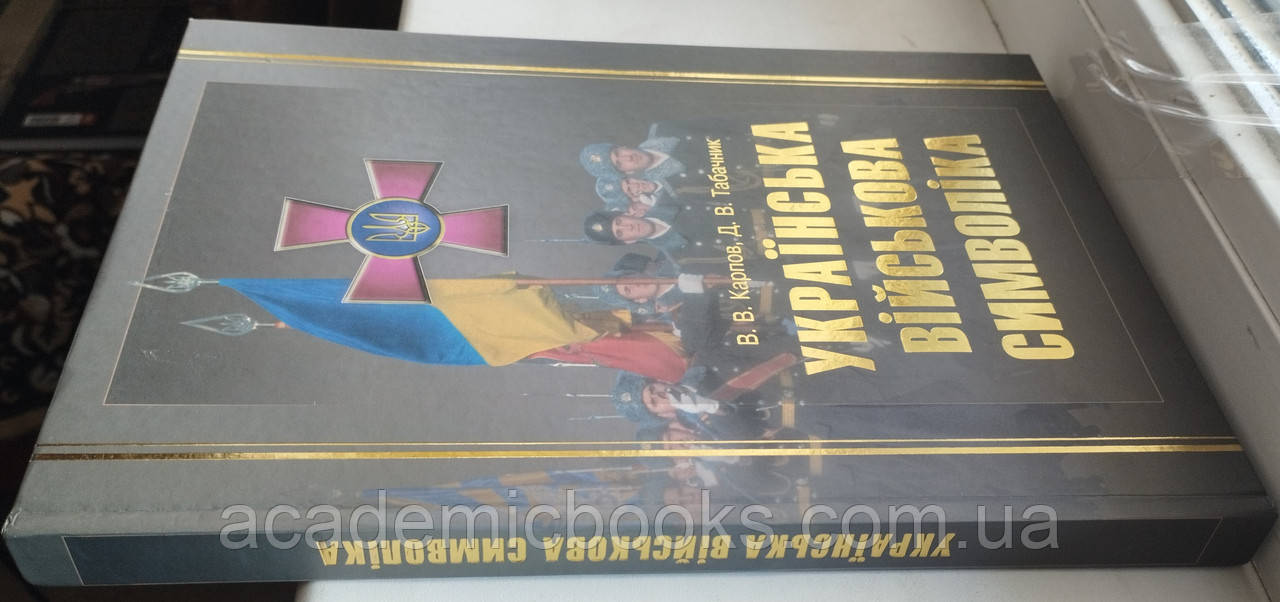 В. В. Карпов, Д. В. Табачник
УКРАЇНСЬКА
ВІЙСЬКОВА
СИМВОЛІКА
УКРАЇНСЬКА ВІЙСЬКОВА СИМВОЛІКА
academicbooks.com.ua